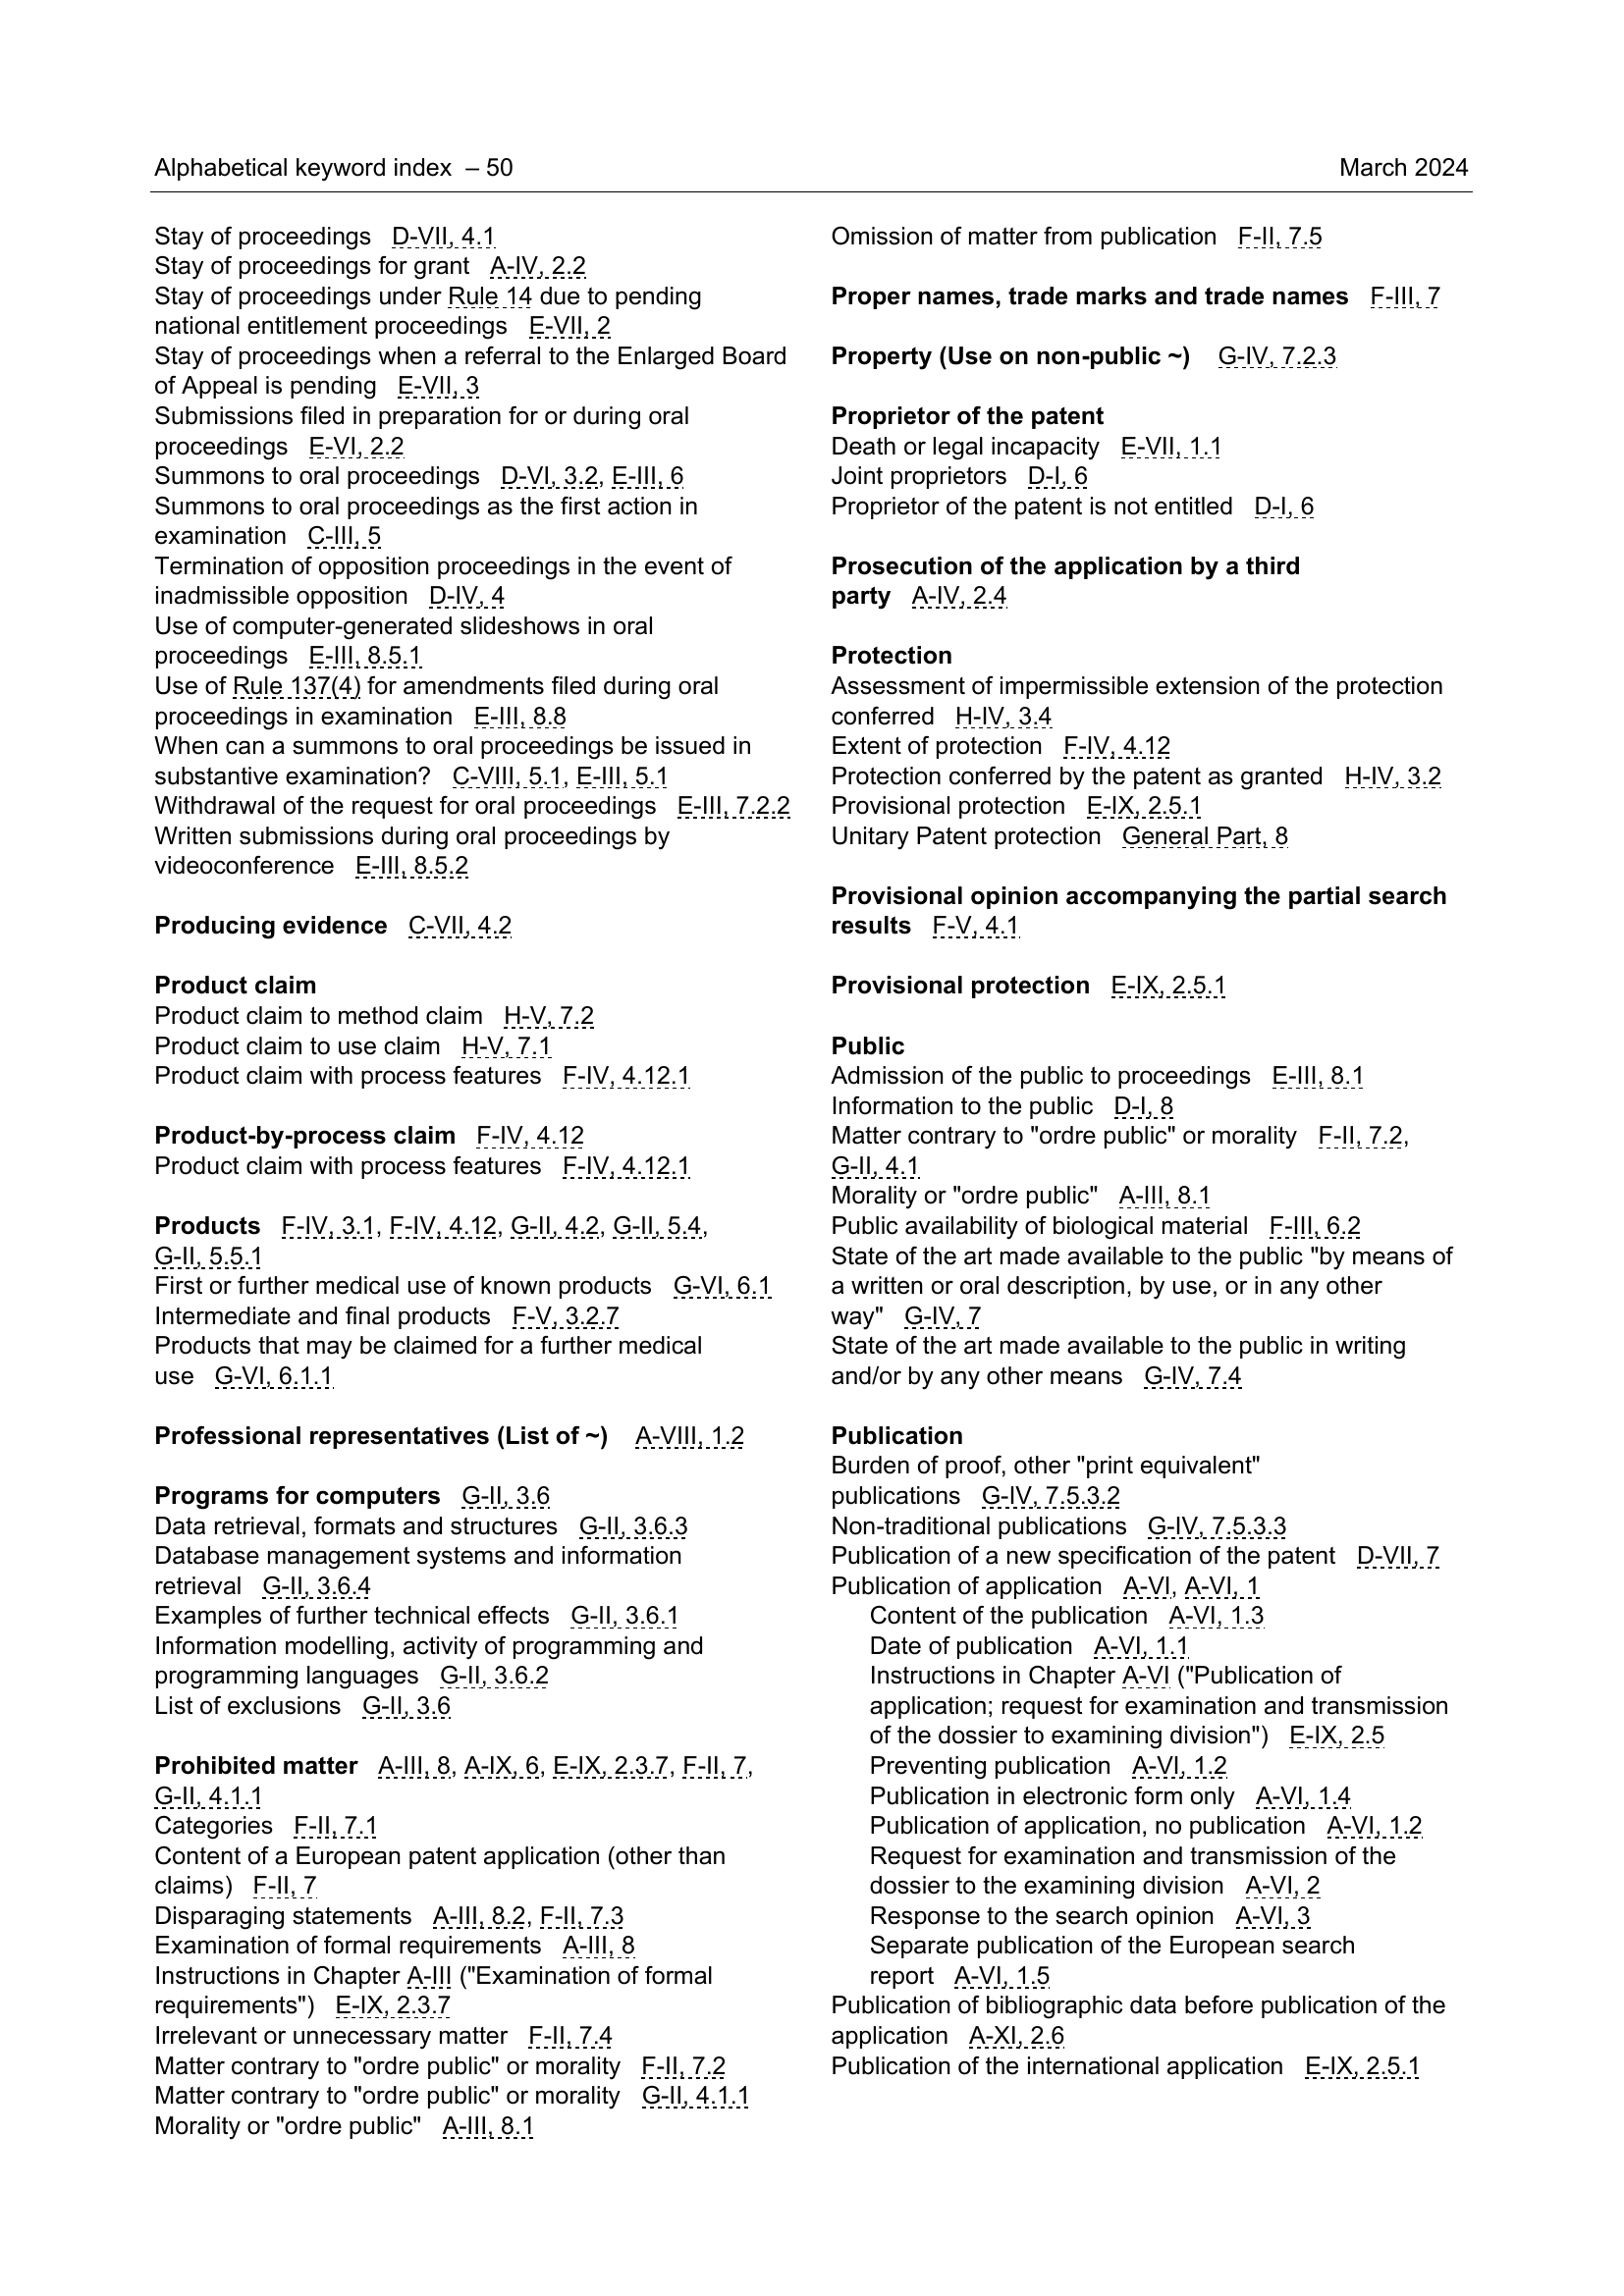 Alphabetical keyword index – 50
March 2024
Stay of proceedings D-VII, 4.1
Stay of proceedings for grant A-IV, 2.2
Stay of proceedings under Rule 14 due to pending
national entitlement proceedings E-VII, 2
Stay of proceedings when a referral to the Enlarged Board
of Appeal is pending E-VII, 3
Submissions filed in preparation for or during oral
proceedings E-VI, 2.2
Summons to oral proceedings D-VI, 3.2, E-III, 6
Summons to oral proceedings as the first action in
examination C-III, 5
Termination of opposition proceedings in the event of
inadmissible opposition D-IV, 4
Use of computer-generated slideshows in oral
proceedings E-III, 8.5.1
Use of Rule 137(4) for amendments filed during oral
proceedings in examination E-III, 8.8
When can a summons to oral proceedings be issued in
substantive examination? C-VIII, 5.1, E-III, 5.1
Withdrawal of the request for oral proceedings E-III, 7.2.2
Written submissions during oral proceedings by
videoconference E-III, 8.5.2
Producing evidence C-VII, 4.2
Product claim
Product claim to method claim H-V, 7.2
Product claim to use claim H-V, 7.1
Product claim with process features F-IV, 4.12.1
Product-by-process claim F-IV, 4.12
Product claim with process features F-IV, 4.12.1
Products F-IV, 3.1, F-IV, 4.12, G-II, 4.2, G-II, 5.4,
G-II, 5.5.1
First or further medical use of known products G-VI, 6.1
Intermediate and final products F-V, 3.2.7
Products that may be claimed for a further medical
use G-VI, 6.1.1
Professional representatives (List of ~) A-VIII, 1.2
Programs for computers G-II, 3.6
Data retrieval, formats and structures G-II, 3.6.3
Database management systems and information
retrieval G-II, 3.6.4
Examples of further technical effects G-II, 3.6.1
Information modelling, activity of programming and
programming languages G-II, 3.6.2
List of exclusions G-II, 3.6
Prohibited matter A-III, 8, A-IX, 6, E-IX, 2.3.7, F-II, 7,
G-II, 4.1.1
Categories F-II, 7.1
Content of a European patent application (other than
claims) F-II, 7
Disparaging statements A-III, 8.2, F-II, 7.3
Examination of formal requirements A-III, 8
Instructions in Chapter A-III ("Examination of formal
requirements") E-IX, 2.3.7
Irrelevant or unnecessary matter F-II, 7.4
Matter contrary to "ordre public" or morality F-II, 7.2
Matter contrary to "ordre public" or morality G-II, 4.1.1
Morality or "ordre public" A-III, 8.1
Omission of matter from publication F-II, 7.5
Proper names, trade marks and trade names F-III, 7
Property (Use on non-public ~) G-IV, 7.2.3
Proprietor of the patent
Death or legal incapacity E-VII, 1.1
Joint proprietors D-I, 6
Proprietor of the patent is not entitled D-I, 6
Prosecution of the application by a third
party A-IV, 2.4
Protection
Assessment of impermissible extension of the protection
conferred H-IV, 3.4
Extent of protection F-IV, 4.12
Protection conferred by the patent as granted H-IV, 3.2
Provisional protection E-IX, 2.5.1
Unitary Patent protection General Part, 8
Provisional opinion accompanying the partial search
results F-V, 4.1
Provisional protection E-IX, 2.5.1
Public
Admission of the public to proceedings E-III, 8.1
Information to the public D-I, 8
Matter contrary to "ordre public" or morality F-II, 7.2,
G-II, 4.1
Morality or "ordre public" A-III, 8.1
Public availability of biological material F-III, 6.2
State of the art made available to the public "by means of
a written or oral description, by use, or in any other
way" G-IV, 7
State of the art made available to the public in writing
and/or by any other means G-IV, 7.4
Publication
Burden of proof, other "print equivalent"
publications G-IV, 7.5.3.2
Non-traditional publications G-IV, 7.5.3.3
Publication of a new specification of the patent D-VII, 7
Publication of application A-VI, A-VI, 1
Content of the publication A-VI, 1.3
Date of publication A-VI, 1.1
Instructions in Chapter A-VI ("Publication of
application; request for examination and transmission
of the dossier to examining division") E-IX, 2.5
Preventing publication A-VI, 1.2
Publication in electronic form only A-VI, 1.4
Publication of application, no publication A-VI, 1.2
Request for examination and transmission of the
dossier to the examining division A-VI, 2
Response to the search opinion A-VI, 3
Separate publication of the European search
report A-VI, 1.5
Publication of bibliographic data before publication of the
application A-XI, 2.6
Publication of the international application E-IX, 2.5.1